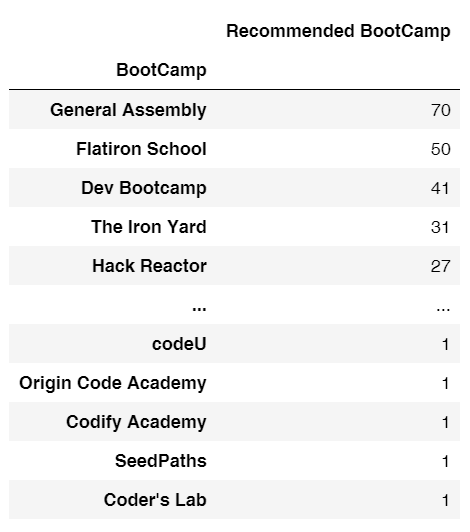 Recommended BootCamp
BootCamp
General Assembly 70
Flatiron School 50
Dev Bootcamp 41
The Iron Yard 31
Hack Reactor 27
... ...
codeU 1
Origin Code Academy 1
Codify Academy 1
SeedPaths 1
Coder's Lab 1